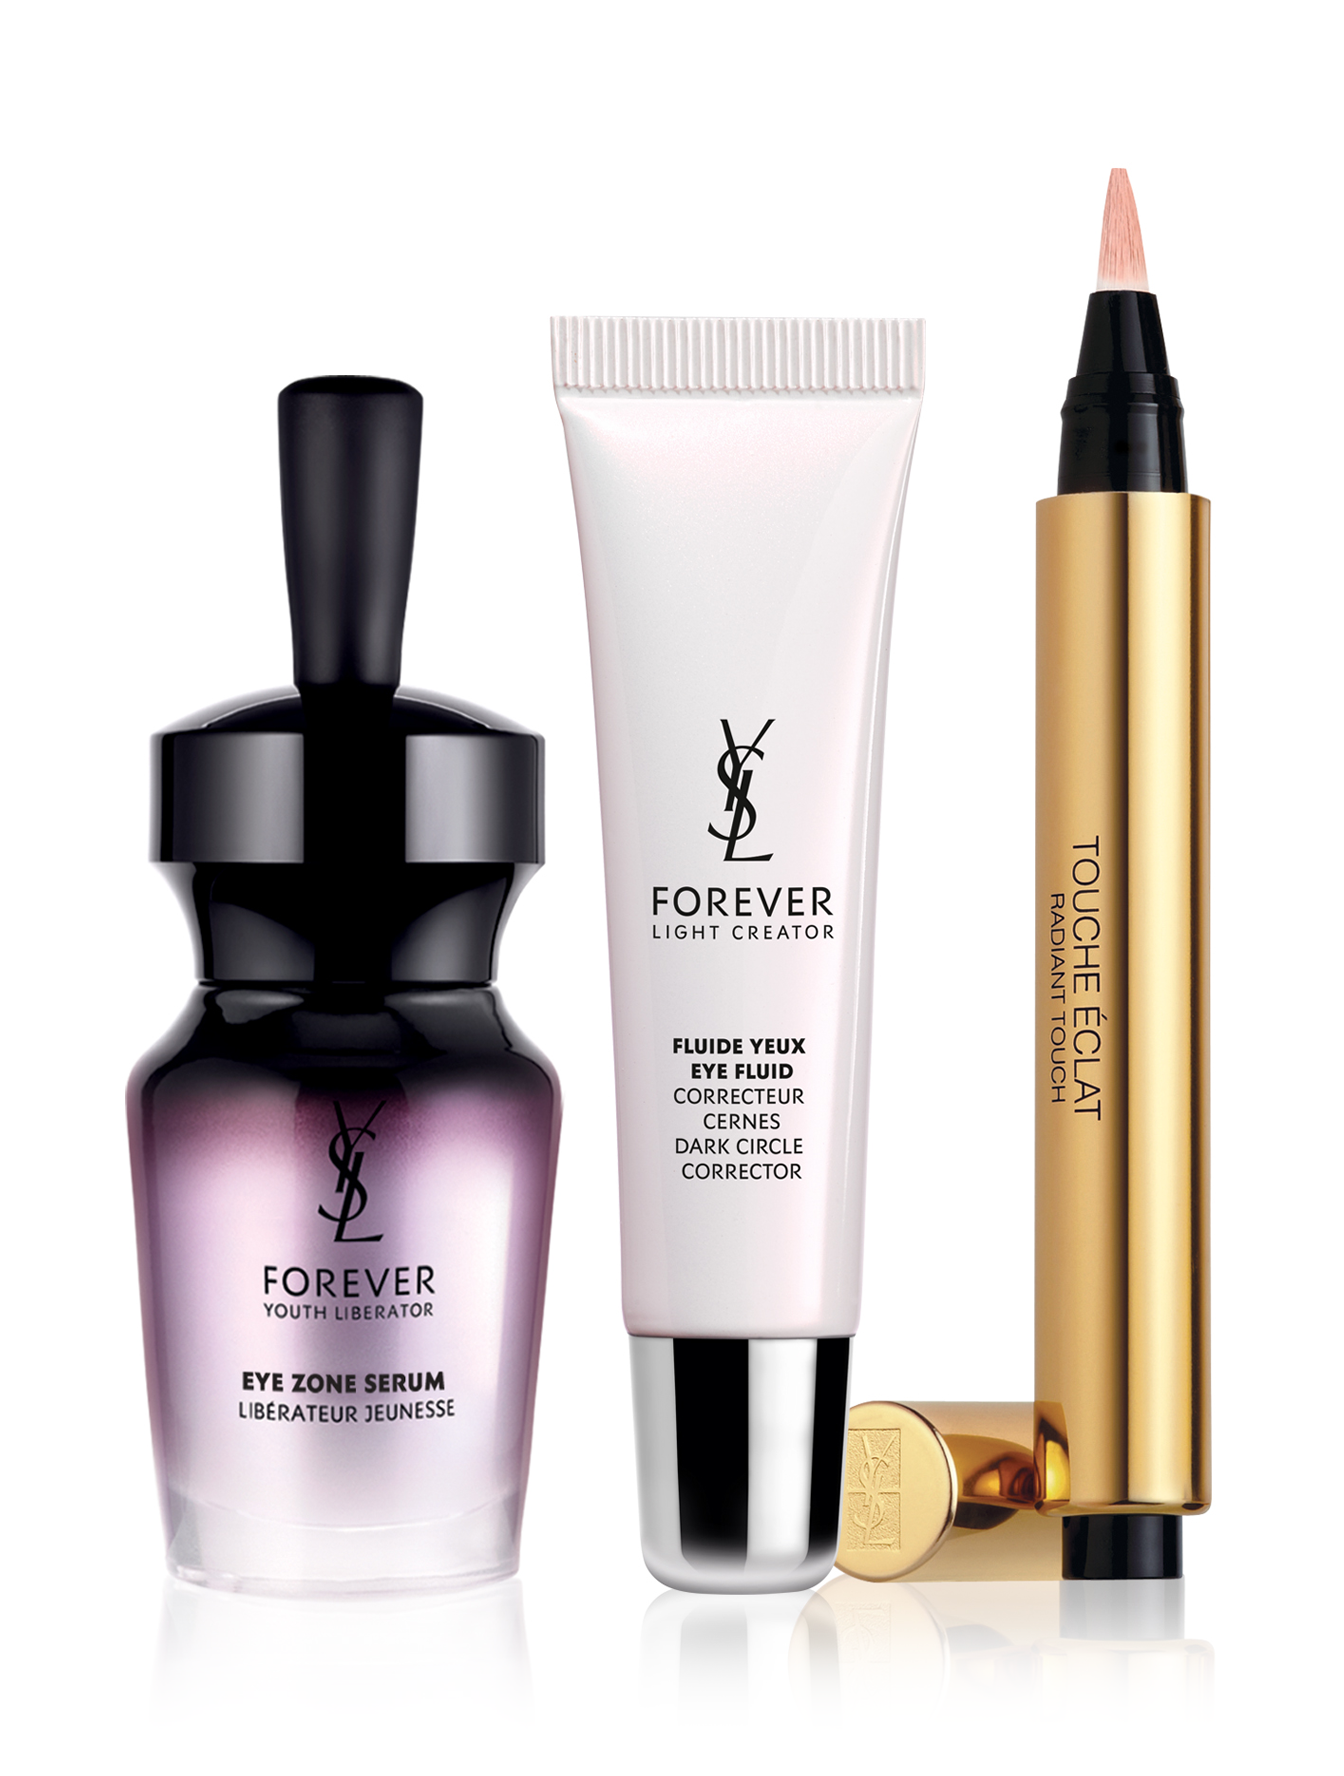 YSL
FOREVER
YOUTH LIBERATOR
EYE ZONE SERUM
LIBÉRATEUR JEUNESSE
YSL
FOREVER
LIGHT CREATOR
FLUIDE YEUX
EYE FLUID
CORRECTEUR
CERNES
DARK CIRCLE
CORRECTOR
TOUCHE ÉCLAT
RADIANT TOUCH
YSL